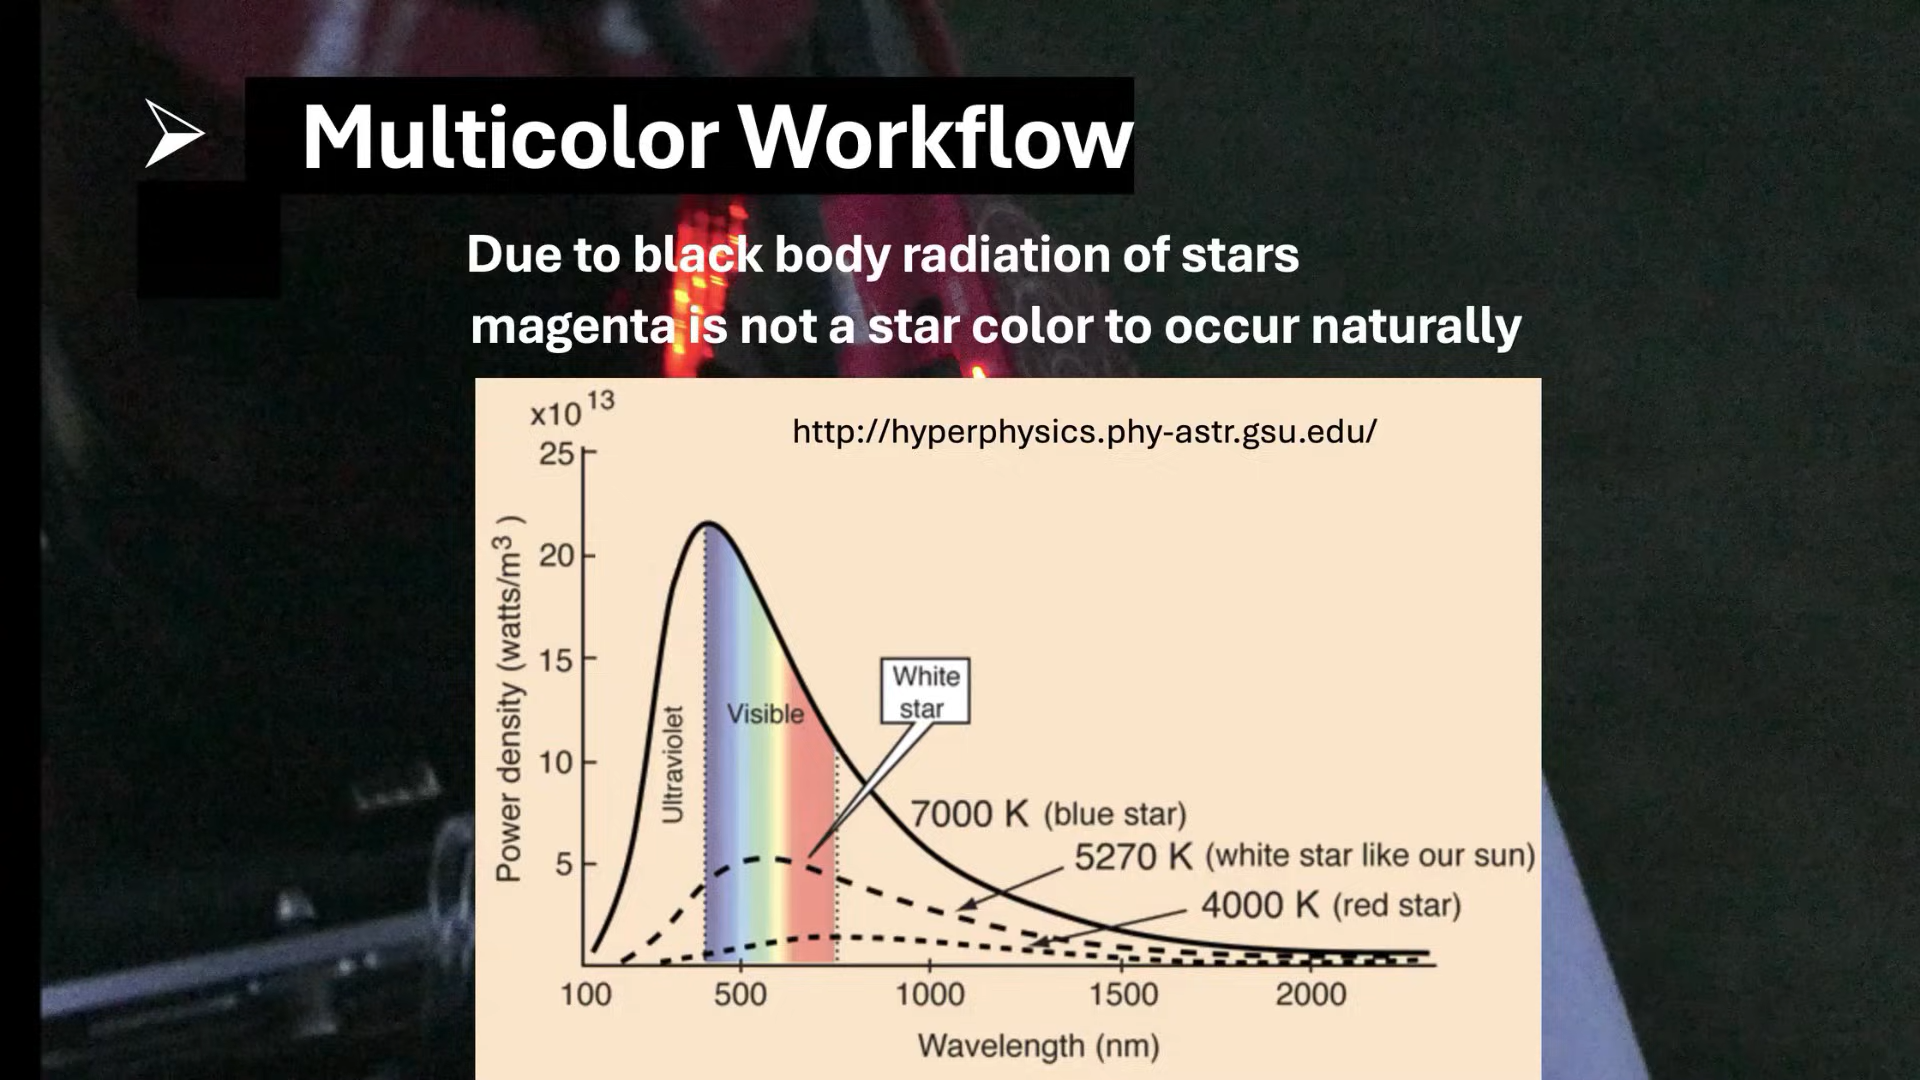 Multicolor Workflow
Due to black body radiation of stars
magenta is not a star color to occur naturally
x10 13
http://hyperphysics.phy-astr.gsu.edu/
25
20
15
10
5
Power density (watts/m3 )
Ultraviolet
Visible
White
star
7000 K (blue star)
5270 K (white star like our sun)
4000 K (red star)
100 500 1000 1500 2000
Wavelength (nm)